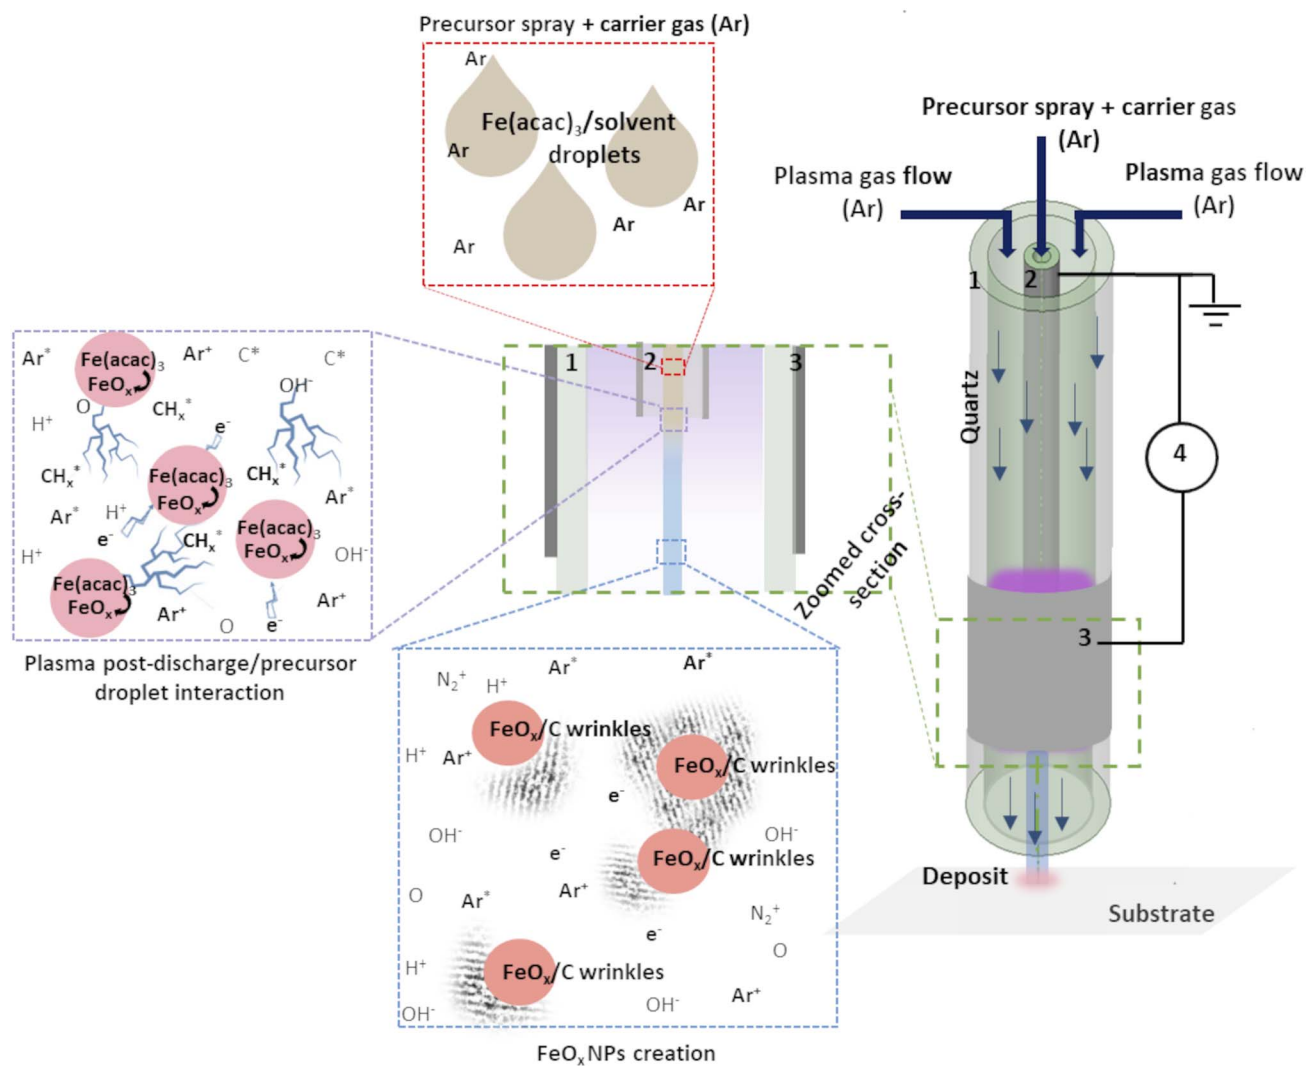 Precursor spray + carrier gas (Ar)
Ar
Fe(acac)₃/solvent
droplets
Ar
Ar
Ar
Ar
Precursor spray + carrier gas
(Ar)
Plasma gas flow
(Ar)
Plasma gas flow
(Ar)
1
2
Quartz
4
3
Deposit
Substrate
1
2
3
Zoomed cross-
section
Ar*
Fe(acac)₃
FeOₓ
Ar⁺
C*
C*
OH⁻
O
CHₓ*
H⁺
e⁻
CHₓ*
Fe(acac)₃
FeOₓ
CHₓ*
Ar*
Ar*
H⁺
e⁻
CHₓ*
Fe(acac)₃
FeOₓ
H⁺
OH⁻
Fe(acac)₃
FeOₓ
Ar⁺
Ar⁺
O
e⁻
Plasma post-discharge/precursor
droplet interaction
N₂⁺
H⁺
Ar*
Ar*
FeOₓ/C wrinkles
H⁺
Ar⁺
FeOₓ/C wrinkles
e⁻
OH⁻
OH⁻
e⁻
FeOₓ/C wrinkles
O
Ar*
Ar⁺
N₂⁺
e⁻
O
H⁺
FeOₓ/C wrinkles
OH⁻
OH⁻
Ar⁺
FeOₓ NPs creation